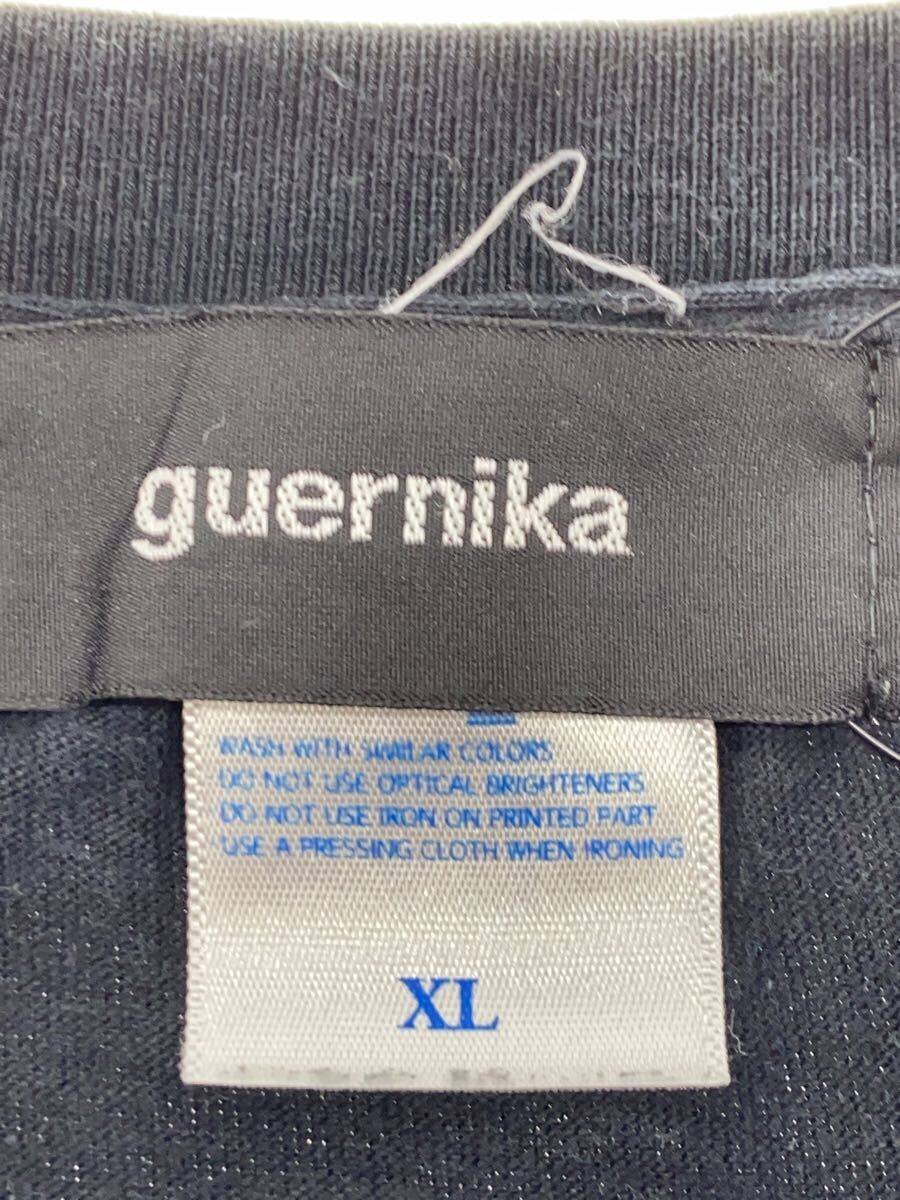 guernika
WASH WITH SIMILAR COLORS
DO NOT USE OPTICAL BRIGHTENERS
DO NOT USE IRON ON PRINTED PART
USE A PRESSING CLOTH WHEN IRONING
XL